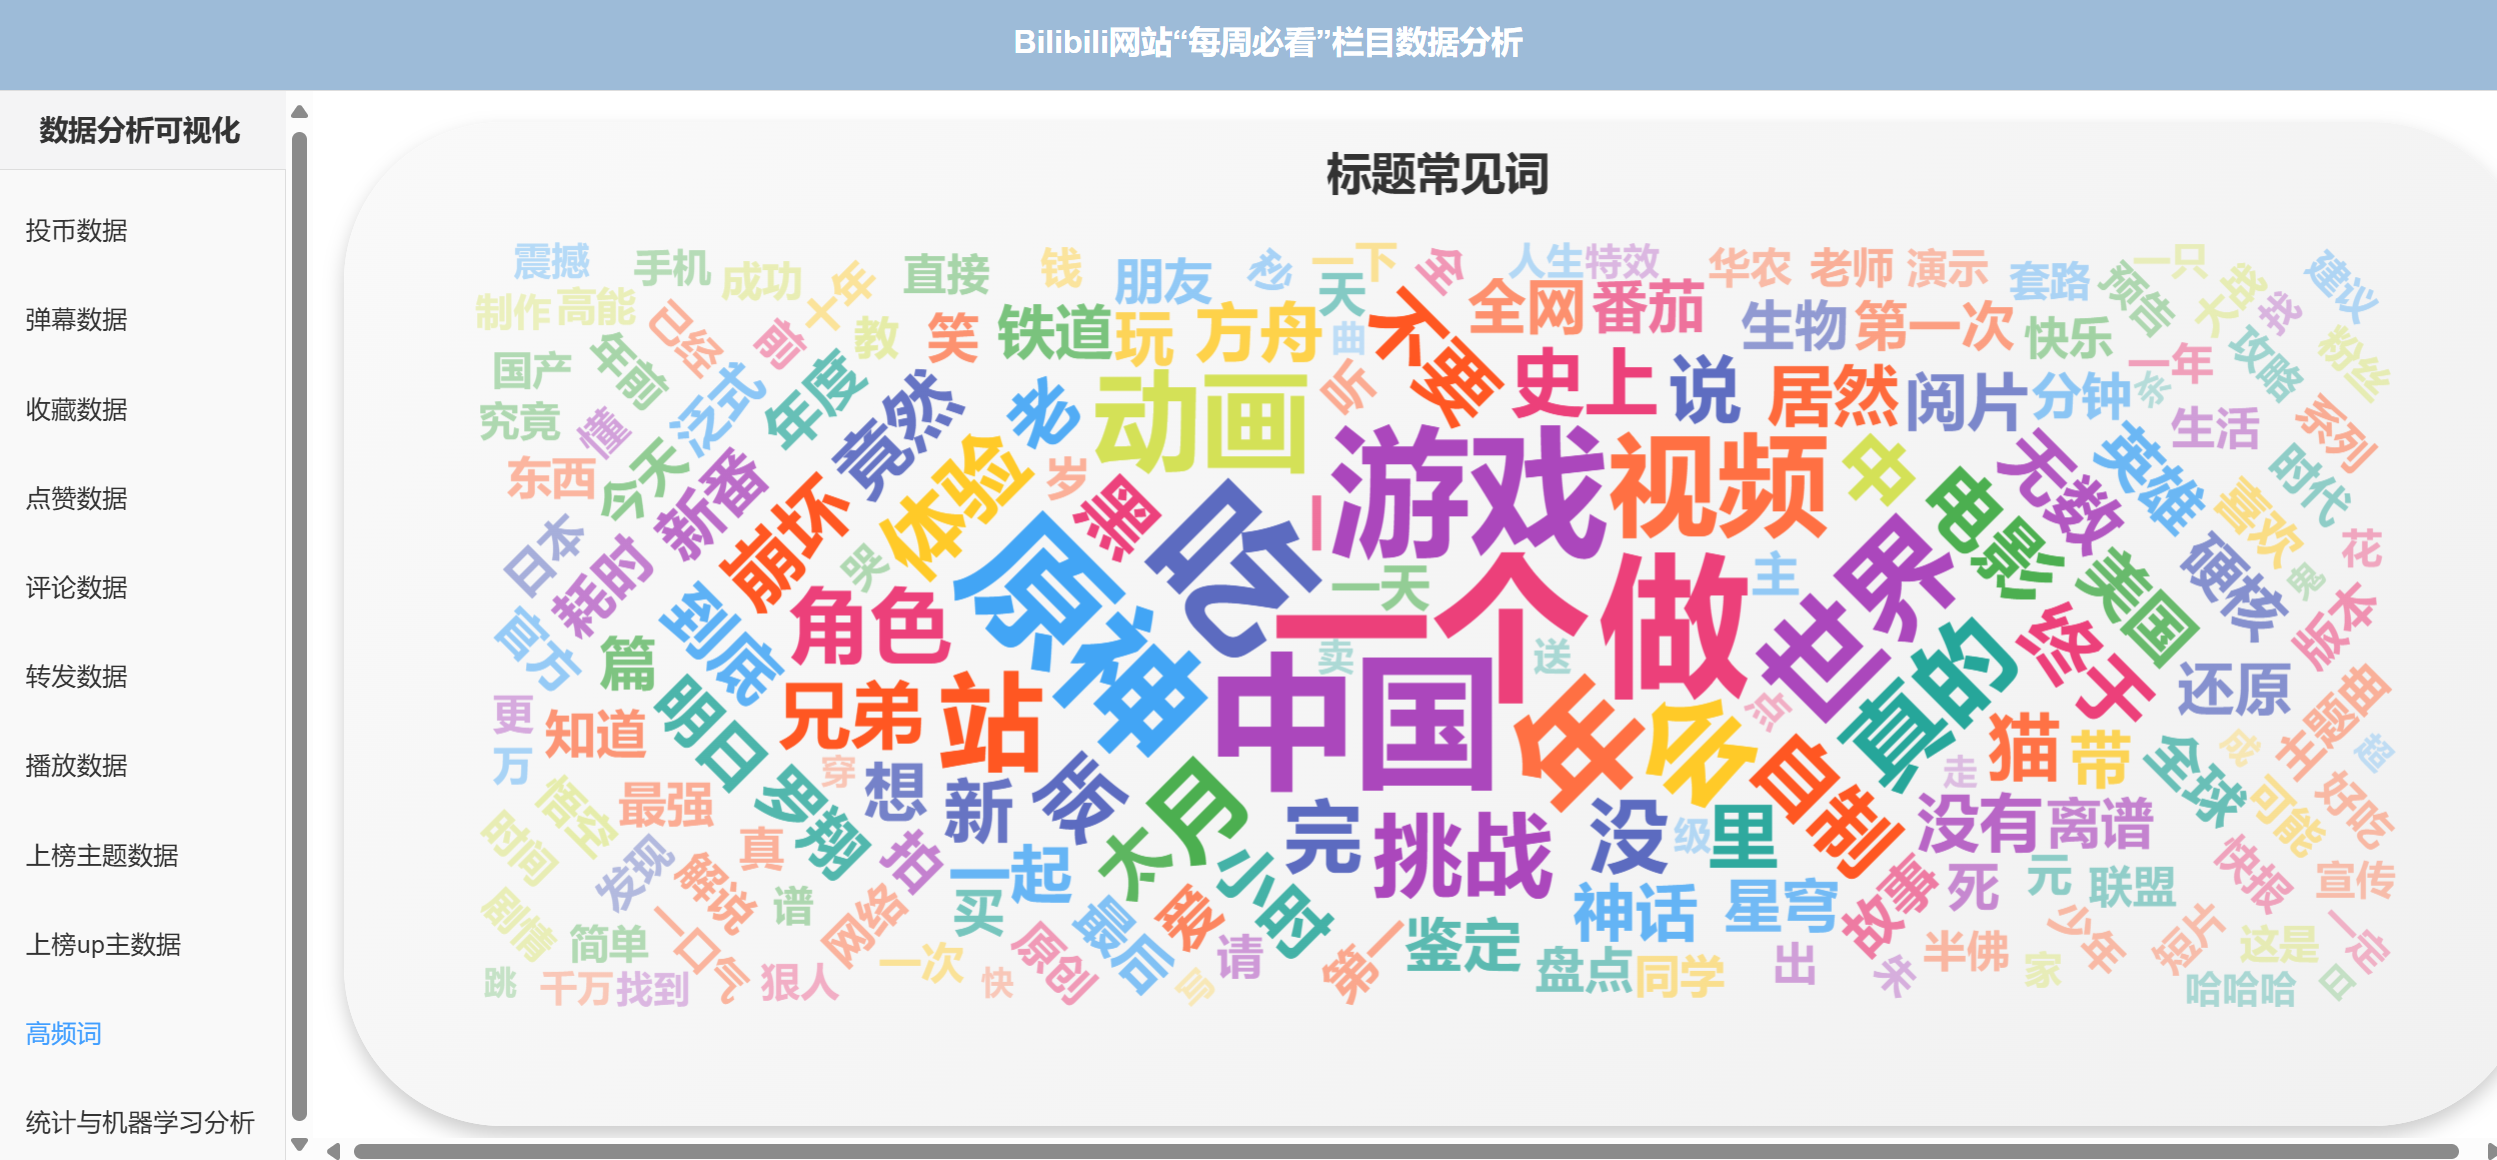 Bilibili网站“每周必看”栏目数据分析
数据分析可视化
投币数据
弹幕数据
收藏数据
点赞数据
评论数据
转发数据
播放数据
上榜主题数据
上榜up主数据
高频词
统计与机器学习分析
标题常见词
震撼
手机
成功
十年
直接
钱
朋友
秒
一下
天
全
人生
特效
华农
老师
演示
套路
预告
一只
大战
找
建议
制作
高能
已经
前
教
笑
铁道
玩
方舟
曲
不要
全网
番茄
生物
第一次
快乐
一年
攻略
粉丝
国产
年前
泛式
年度
竟然
老
动画
听
史上
说
居然
阅片
分钟
杀
生活
系列
究竟
懂
今天
新番
崩坏
体验
岁
黑
吃
一
游戏
视频
中
电影
无数
英雄
喜欢
时代
花
东西
日本
耗时
哭
原神
一天
一个
做
主
世界
美国
硬核
版本
官方
到底
角色
篇
卖
送
中国
真的
终于
还原
主题曲
更
知道
明日
兄弟
站
年
么
点
自制
猫
带
全球
成
超
万
悟空
最强
罗翔
穿
想
新
版
月
大
完
挑战
没
级
里
走
没有
离谱
可能
好吃
时间
发现
解说
真
拍
一起
小时
神话
星穹
故事
死
元
联盟
快报
宣传
剧情
简单
一口气
谱
网络
买
最后
爱
请
第一
鉴定
盘点
同学
出
朱
半佛
家
少年
短片
这是
一定
跳
千万
找到
狠人
一次
快
原创
写
哈哈哈
日